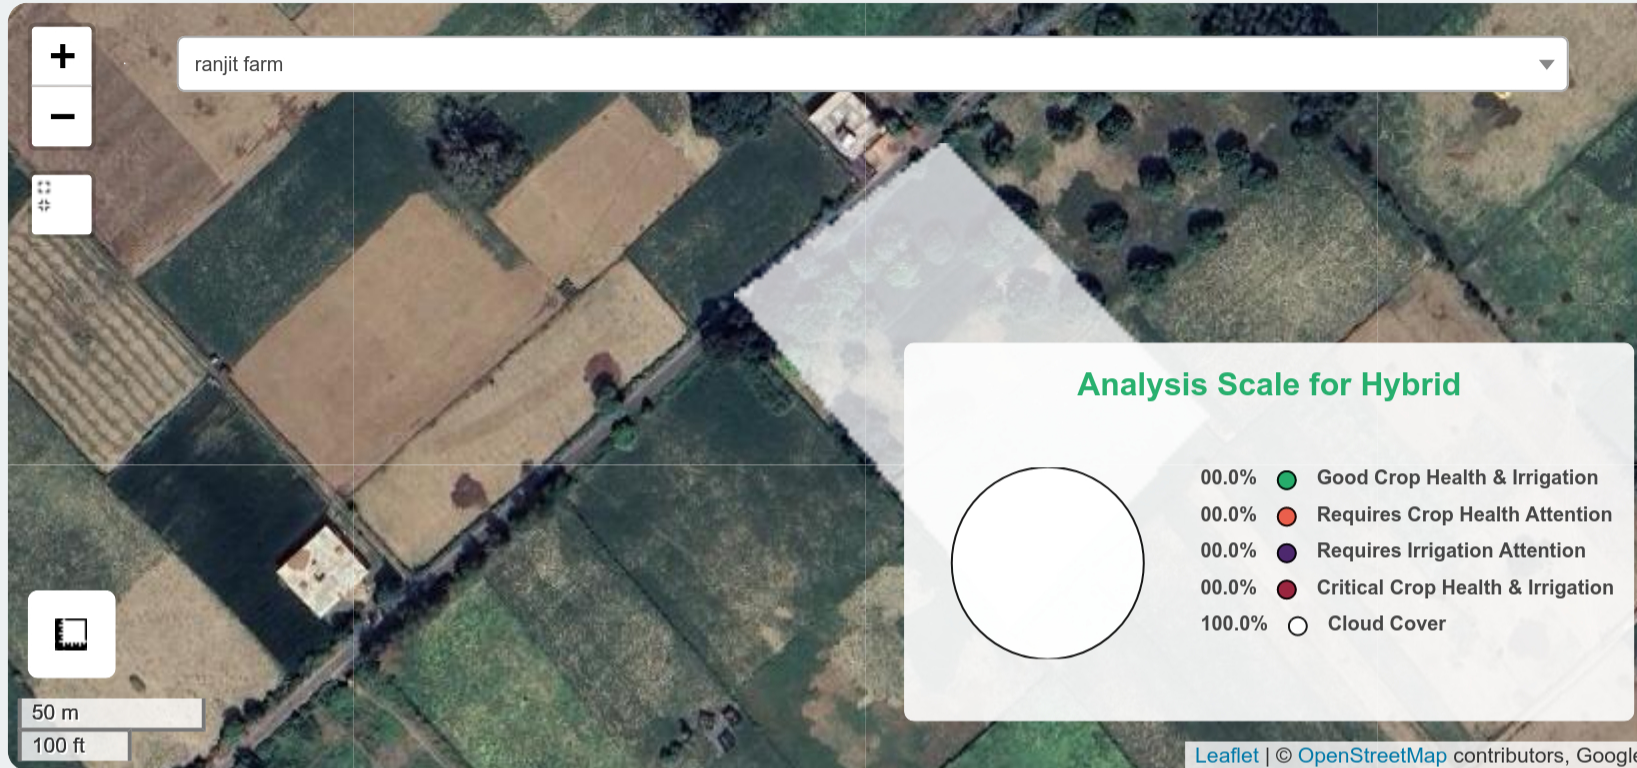 +
ranjit farm
−
Analysis Scale for Hybrid
00.0% Good Crop Health & Irrigation
00.0% Requires Crop Health Attention
00.0% Requires Irrigation Attention
00.0% Critical Crop Health & Irrigation
100.0% Cloud Cover
50 m
100 ft
Leaflet | © OpenStreetMap contributors, Google